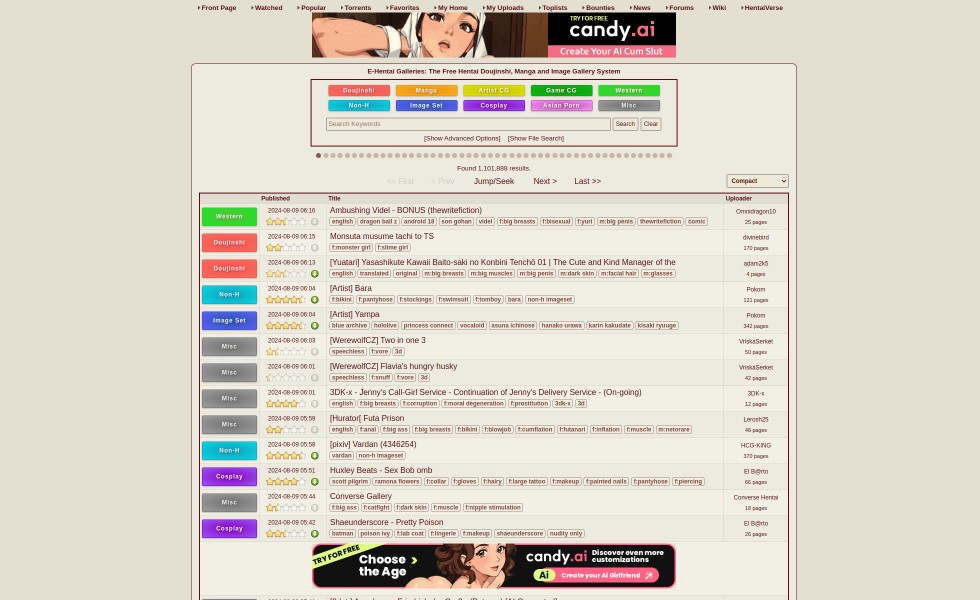 Front Page Watched Popular Torrents Favorites My Home My Uploads Toplists Bounties News Forums Wiki HentaiVerse
TRY FOR FREE
candy.ai
Create Your AI Cum Slut
E-Hentai Galleries: The Free Hentai Doujinshi, Manga and Image Gallery System
Doujinshi Manga Artist CG Game CG Western
Non-H Image Set Cosplay Asian Porn Misc
Search Keywords Search Clear
[Show Advanced Options] [Show File Search]
Found 1,101,888 results.
<< First < Prev Jump/Seek Next > Last >> Compact
Published Title Uploader
Western 2024-08-09 06:16 Ambushing Videl - BONUS (thewritefiction) Omnidragon10
english dragon ball z android 18 son gohan videl f:big breasts f:bisexual f:yuri m:big penis thewritefiction comic 25 pages
Doujinshi 2024-08-09 06:15 Monsuta musume tachi to TS divinebird
f:monster girl f:slime girl 170 pages
Doujinshi 2024-08-09 06:13 [Yuatari] Yasashikute Kawaii Baito-saki no Konbini Tenchō 01 | The Cute and Kind Manager of the adam2k5
english translated original m:big breasts m:big muscles m:big penis m:dark skin m:facial hair m:glasses 4 pages
Non-H 2024-08-09 06:04 [Artist] Bara Pokom
f:bikini f:pantyhose f:stockings f:swimsuit f:tomboy bara non-h imageset 121 pages
Image Set 2024-08-09 06:04 [Artist] Yampa Pokom
blue archive hololive princess connect vocaloid asuna ichinose hanako urawa karin kakudate kisaki ryuuge 342 pages
Misc 2024-08-09 06:03 [WerewolfCZ] Two in one 3 VriskaSerket
speechless f:vore 3d 50 pages
Misc 2024-08-09 06:01 [WerewolfCZ] Flavia's hungry husky VriskaSerket
speechless f:snuff f:vore 3d 42 pages
Misc 2024-08-09 06:01 3DK-x - Jenny's Call-Girl Service - Continuation of Jenny's Delivery Service - (On-going) 3DK-x
english f:big breasts f:corruption f:moral degeneration f:prostitution 3dk-x 3d 12 pages
Misc 2024-08-09 05:59 [Hurator] Futa Prison Lerosh25
english f:anal f:big ass f:big breasts f:bikini f:blowjob f:cumflation f:futanari f:inflation f:muscle m:netorare 46 pages
Non-H 2024-08-09 05:58 [pixiv] Vardan (4346254) HCG-KING
vardan non-h imageset 370 pages
Cosplay 2024-08-09 05:51 Huxley Beats - Sex Bob omb El B@rto
scott pilgrim ramona flowers f:collar f:gloves f:hairy f:large tattoo f:makeup f:painted nails f:pantyhose f:piercing 66 pages
Misc 2024-08-09 05:44 Converse Gallery Converse Hentai
f:big ass f:catfight f:dark skin f:muscle f:nipple stimulation 18 pages
Cosplay 2024-08-09 05:42 Shaeunderscore - Pretty Poison El B@rto
batman poison ivy f:lab coat f:lingerie f:makeup shaeunderscore nudity only 26 pages
TRY FOR FREE
Choose the Age
candy.ai Discover even more customizations
Ai Create your AI Girlfriend